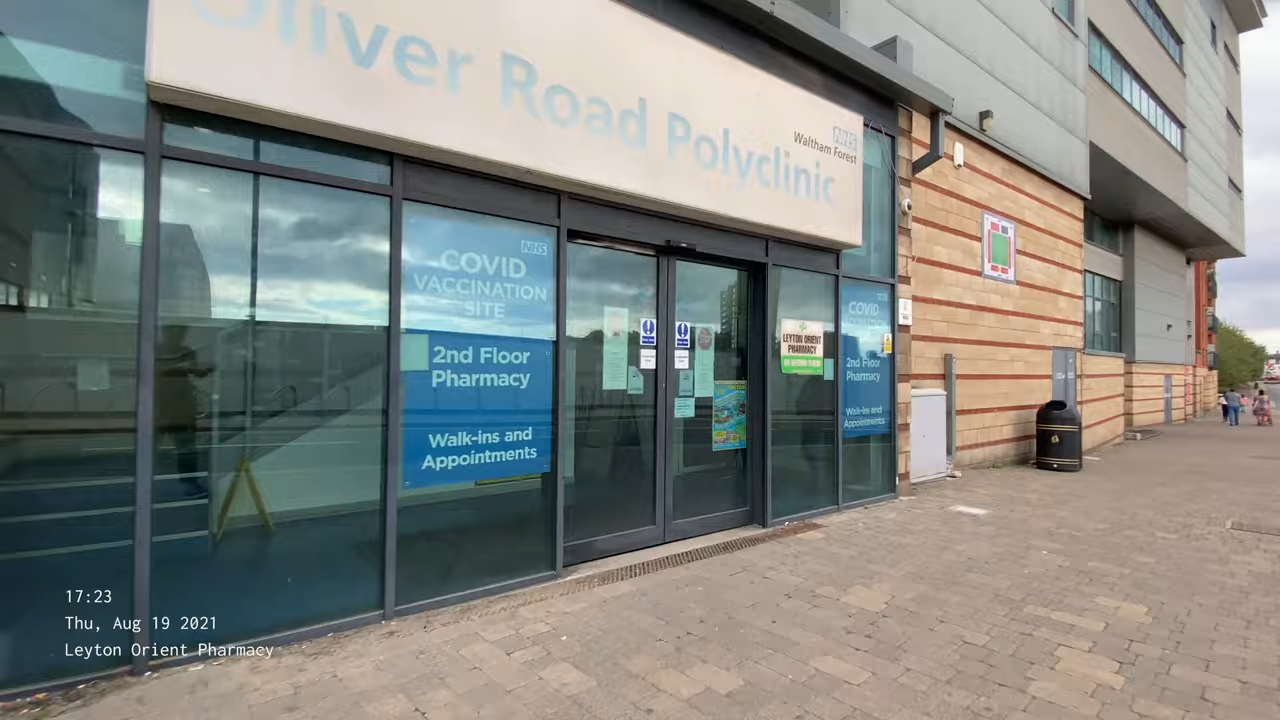 Oliver Road Polyclinic
NHS
Waltham Forest
NHS
COVID
VACCINATION
SITE
2nd Floor
Pharmacy
Walk-ins and
Appointments
LEYTON ORIENT
PHARMACY
COVID
2nd Floor
Pharmacy
Walk-ins and
Appointments
17:23
Thu, Aug 19 2021
Leyton Orient Pharmacy